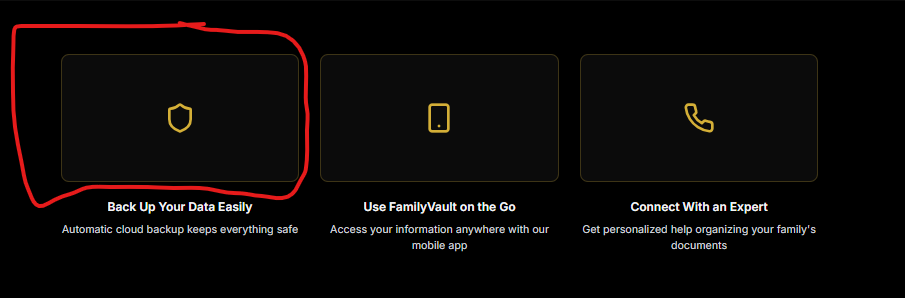 Back Up Your Data Easily
Automatic cloud backup keeps everything safe
Use FamilyVault on the Go
Access your information anywhere with our
mobile app
Connect With an Expert
Get personalized help organizing your family's
documents